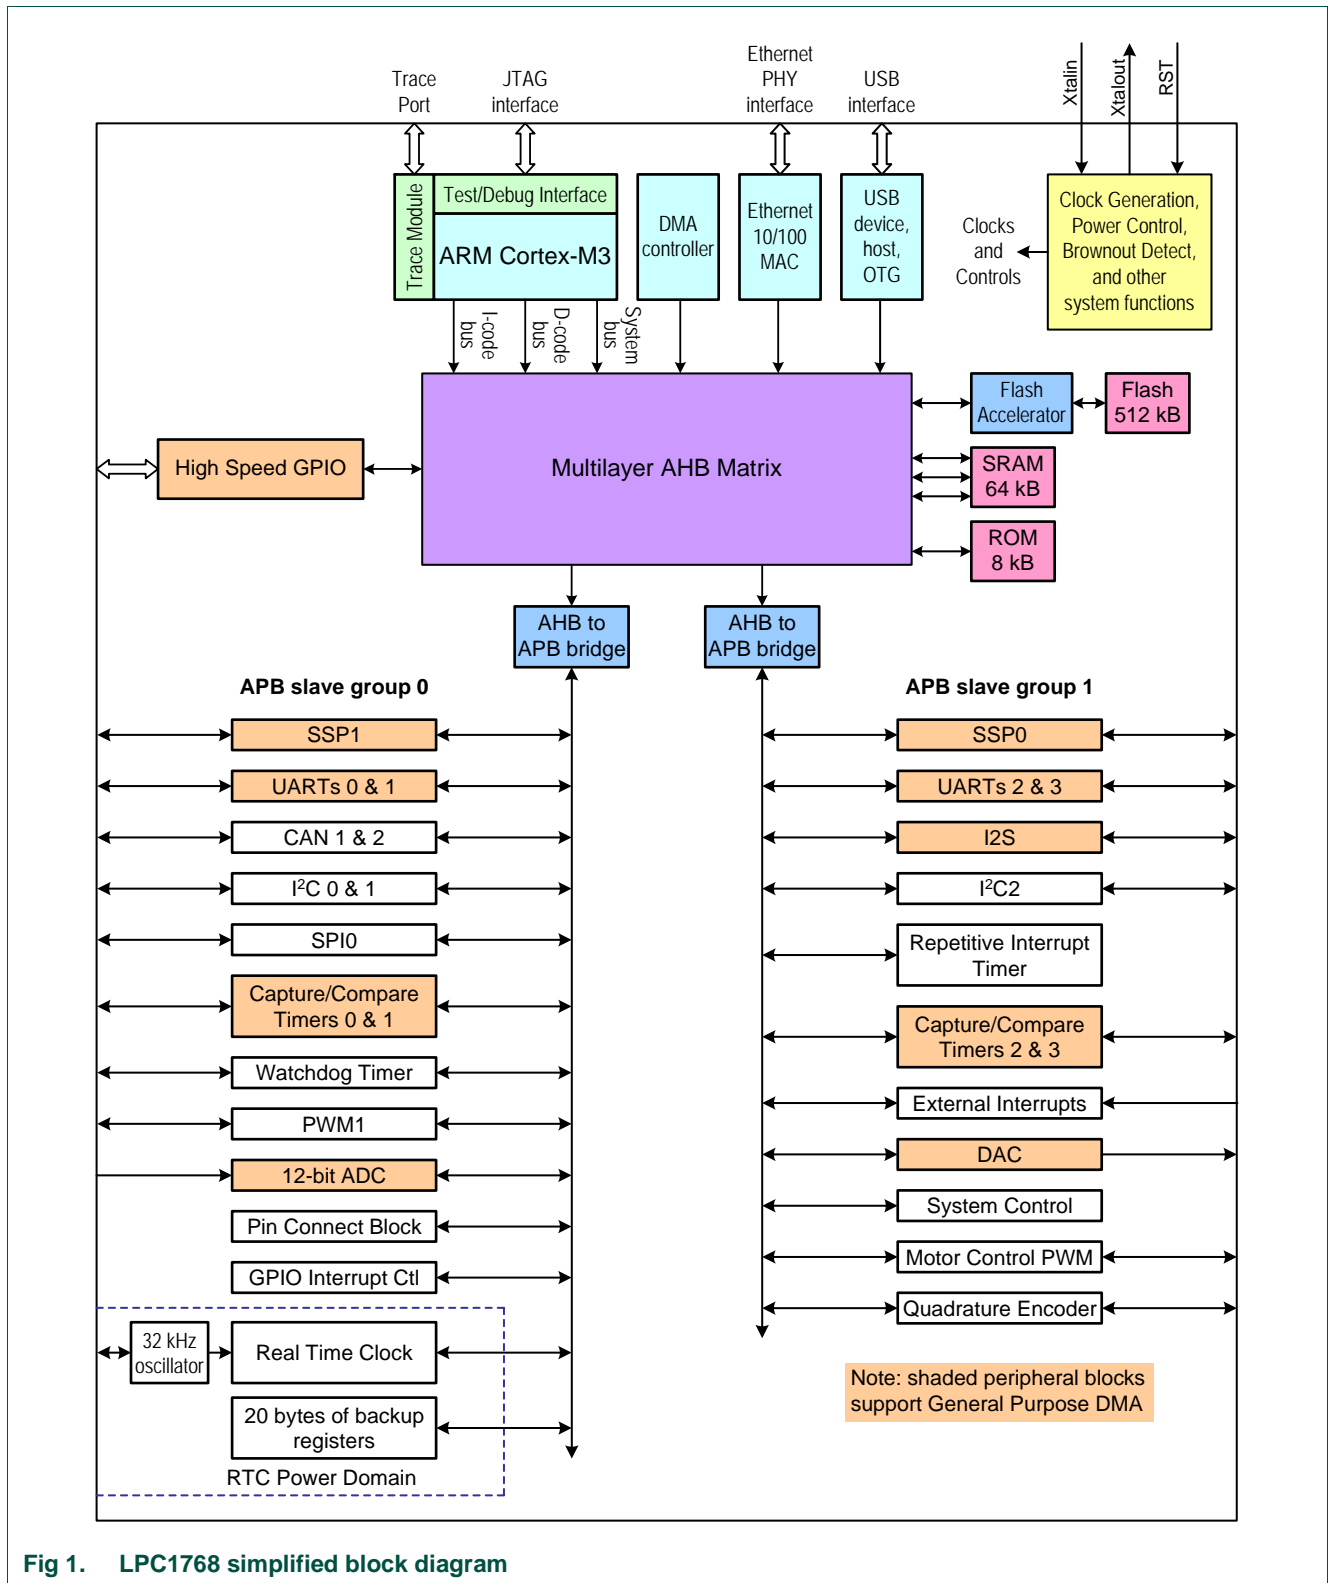 Trace
Port
JTAG
interface
Ethernet
PHY
interface
USB
interface
Xtalin
Xtalout
RST
Trace Module
Test/Debug Interface
ARM Cortex-M3
DMA
controller
Ethernet
10/100
MAC
USB
device,
host,
OTG
Clocks
and
Controls
Clock Generation,
Power Control,
Brownout Detect,
and other
system functions
I-code
bus
D-code
bus
System
bus
High Speed GPIO
Multilayer AHB Matrix
Flash
Accelerator
Flash
512 kB
SRAM
64 kB
ROM
8 kB
AHB to
APB bridge
AHB to
APB bridge
APB slave group 0
SSP1
UARTs 0 & 1
CAN 1 & 2
I²C 0 & 1
SPI0
Capture/Compare
Timers 0 & 1
Watchdog Timer
PWM1
12-bit ADC
Pin Connect Block
GPIO Interrupt Ctl
32 kHz
oscillator
Real Time Clock
20 bytes of backup
registers
RTC Power Domain
APB slave group 1
SSP0
UARTs 2 & 3
I2S
I²C2
Repetitive Interrupt
Timer
Capture/Compare
Timers 2 & 3
External Interrupts
DAC
System Control
Motor Control PWM
Quadrature Encoder
Note: shaded peripheral blocks
support General Purpose DMA
Fig 1. LPC1768 simplified block diagram